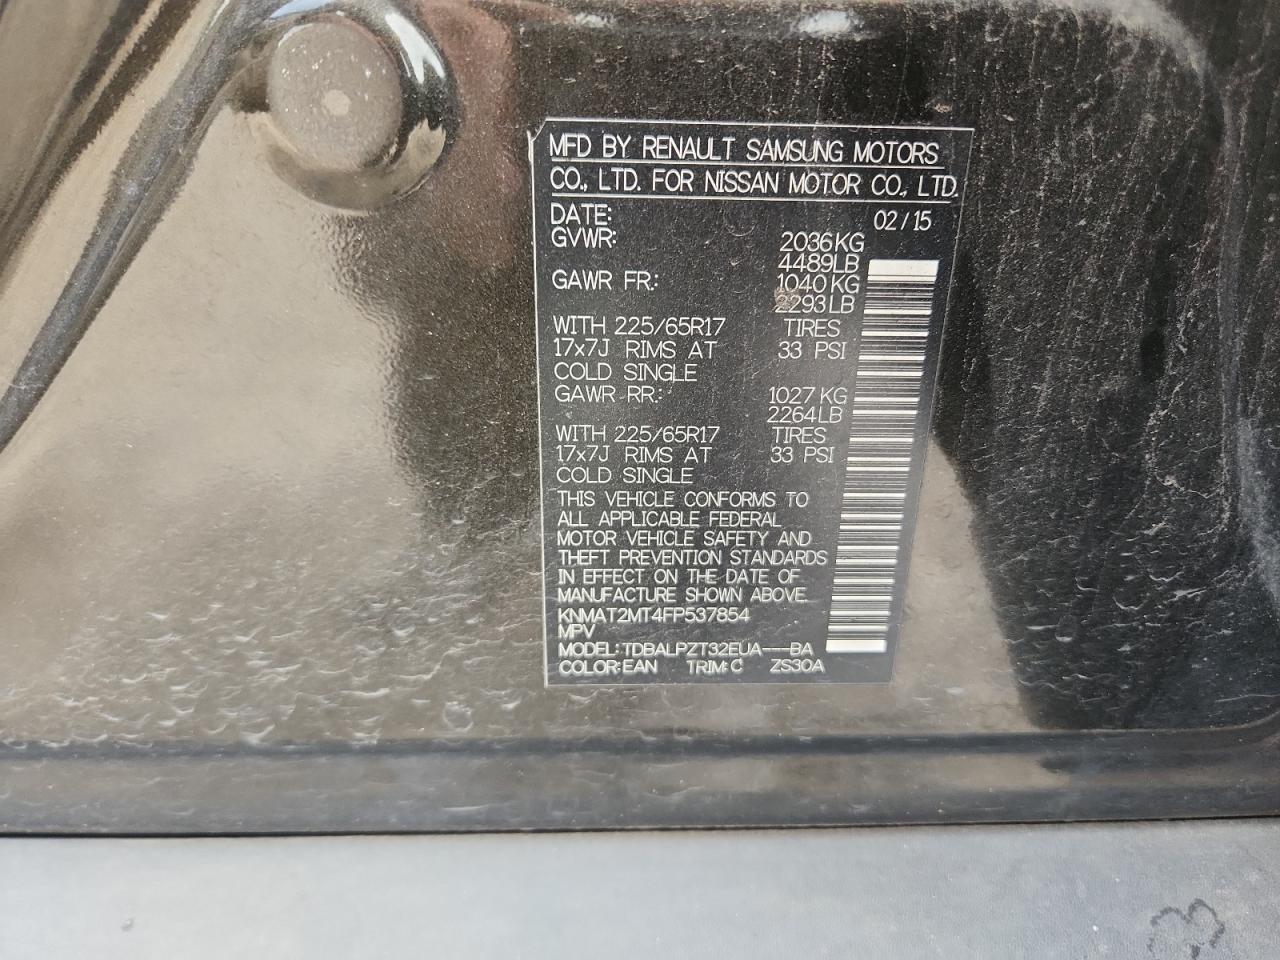 MFD BY RENAULT SAMSUNG MOTORS
CO., LTD. FOR NISSAN MOTOR CO., LTD.
DATE: 02/15
GVWR: 2036KG
4489LB
GAWR FR.: 1040KG
2293LB
WITH 225/65R17 TIRES
17x7J RIMS AT 33 PSI
COLD SINGLE
GAWR RR.: 1027KG
2264LB
WITH 225/65R17 TIRES
17x7J RIMS AT 33 PSI
COLD SINGLE
THIS VEHICLE CONFORMS TO
ALL APPLICABLE FEDERAL
MOTOR VEHICLE SAFETY AND
THEFT PREVENTION STANDARDS
IN EFFECT ON THE DATE OF
MANUFACTURE SHOWN ABOVE.
KNMAT2MT4FP537854
MPV
MODEL: TDBALPZT32EUA---BA
COLOR: EAN TRIM: C ZS30A